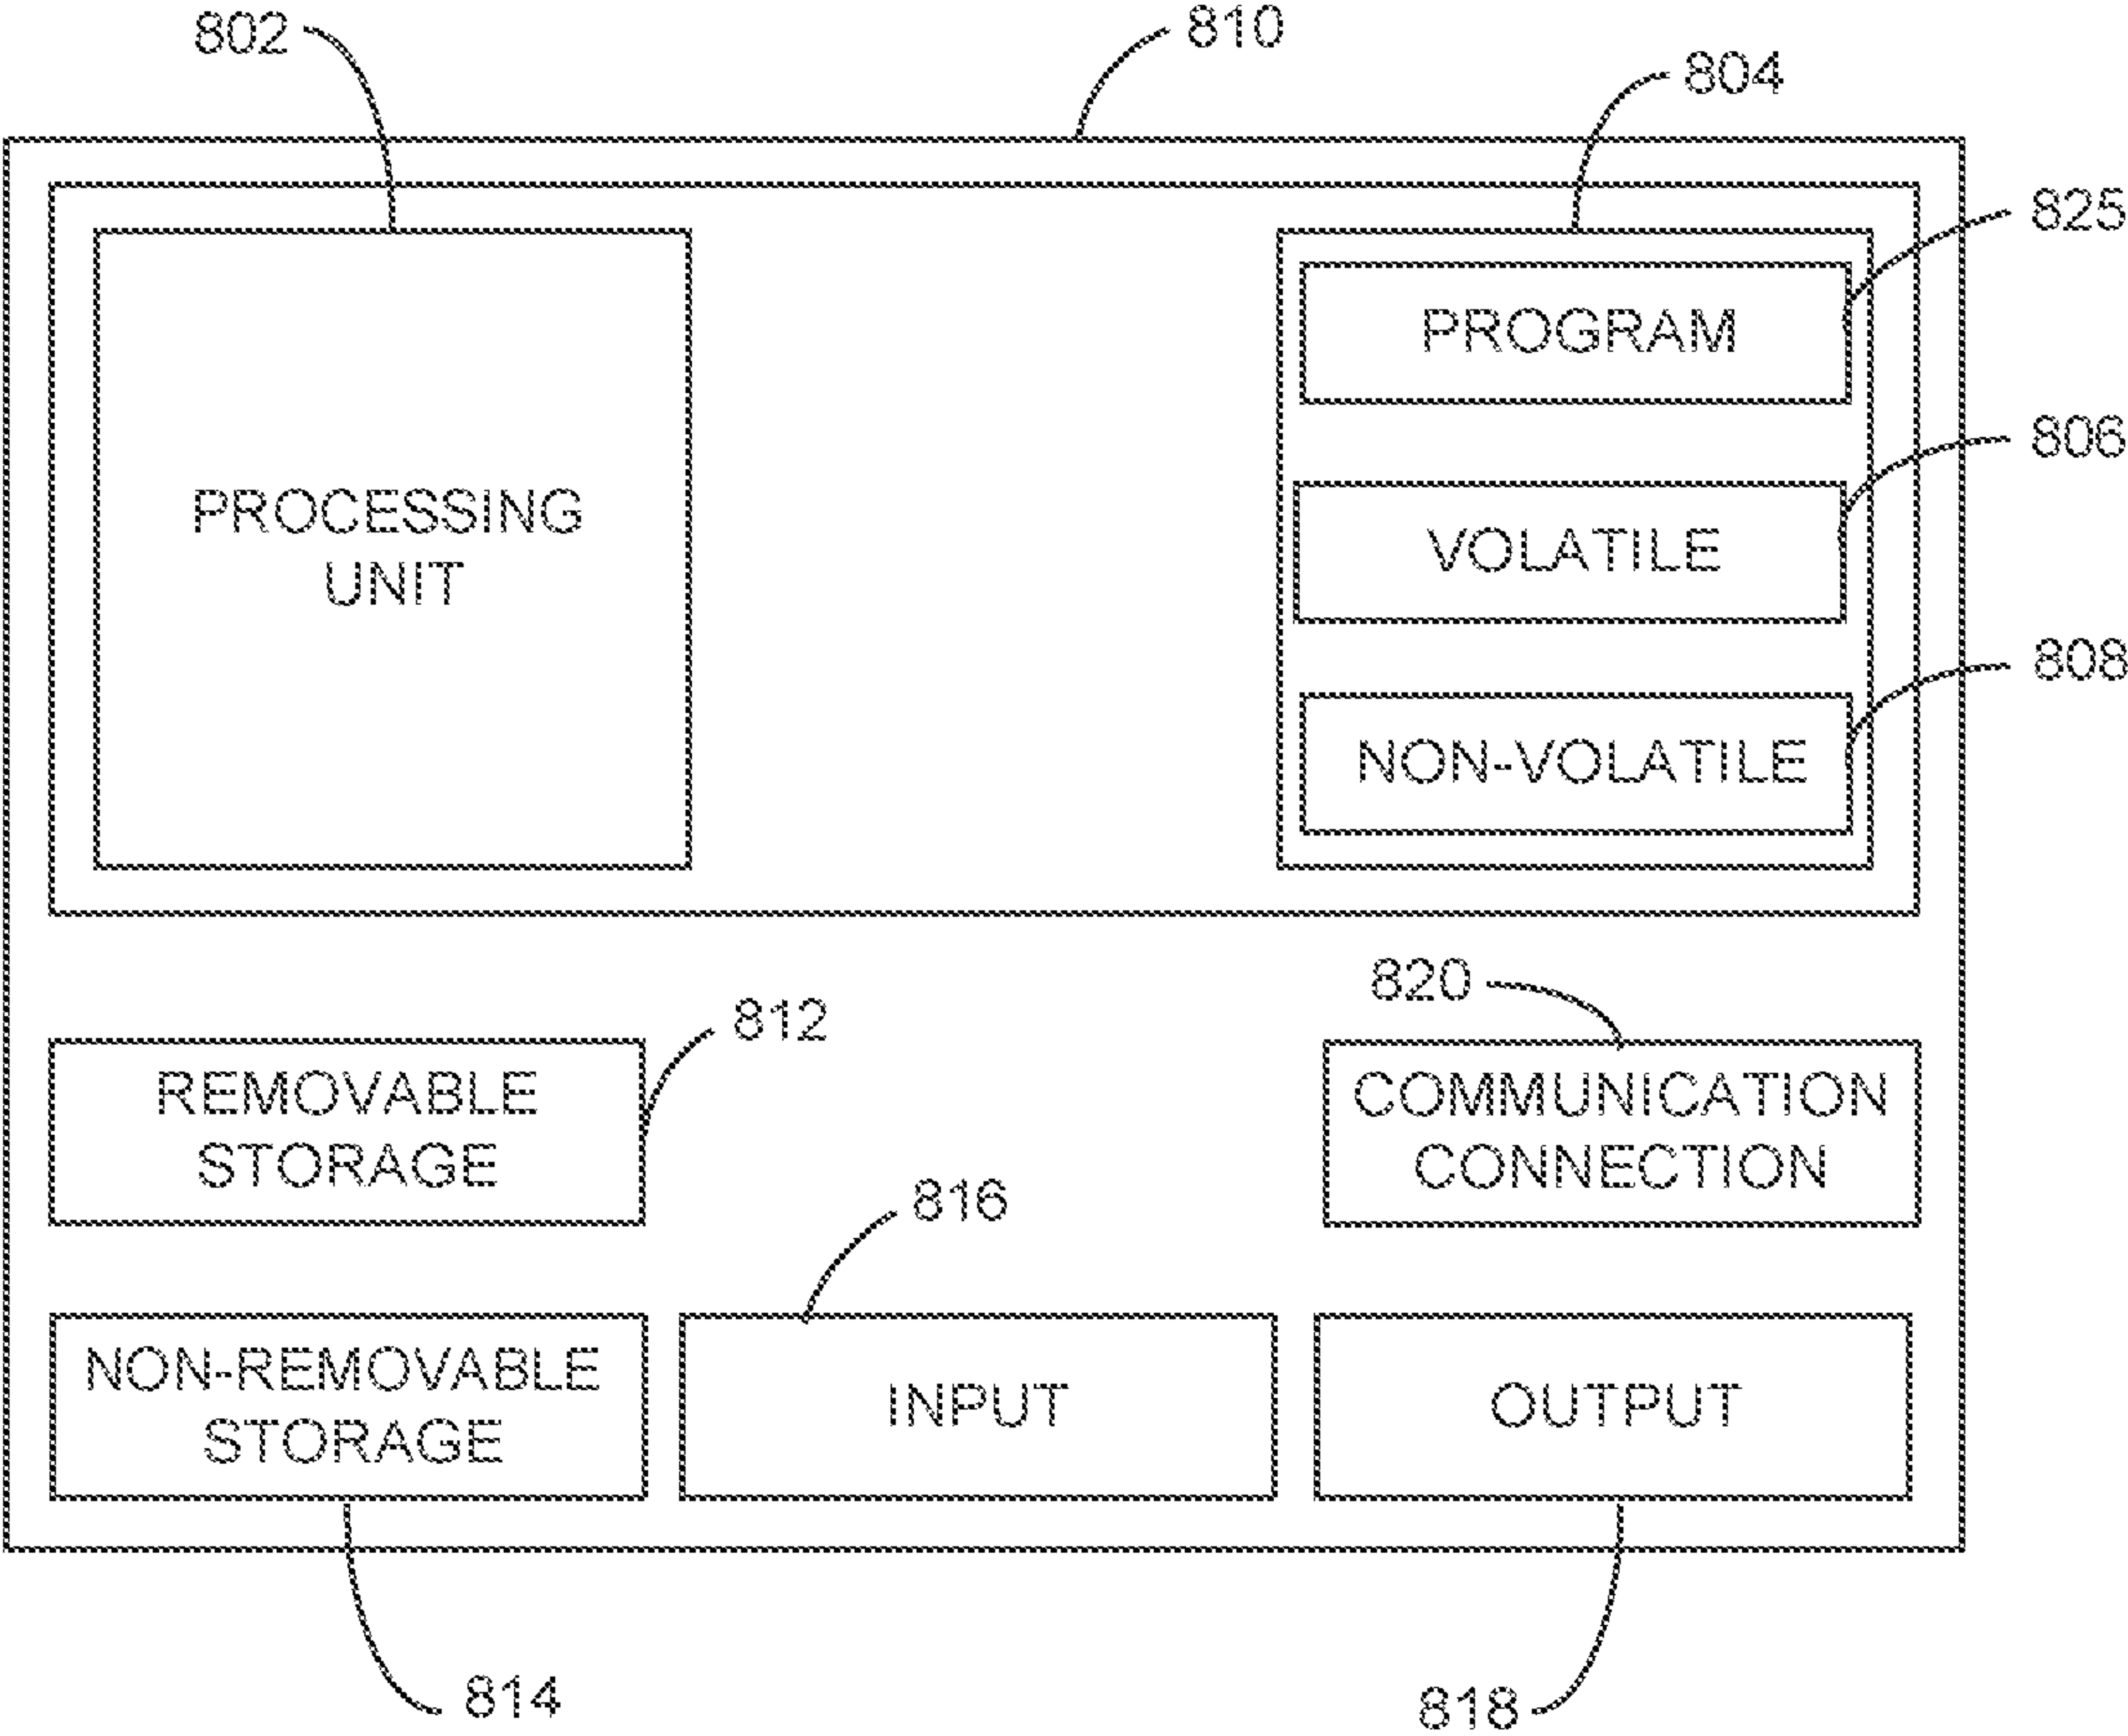 802
810
804
825
PROGRAM
806
PROCESSING
UNIT
VOLATILE
808
NON-VOLATILE
820
812
REMOVABLE
STORAGE
COMMUNICATION
CONNECTION
816
NON-REMOVABLE
STORAGE
INPUT
OUTPUT
814
818